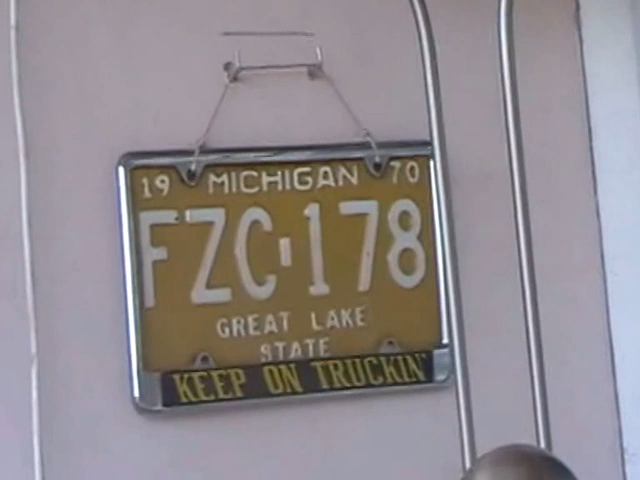 19 MICHIGAN 70
FZC-178
GREAT LAKE
STATE
KEEP ON TRUCKIN'